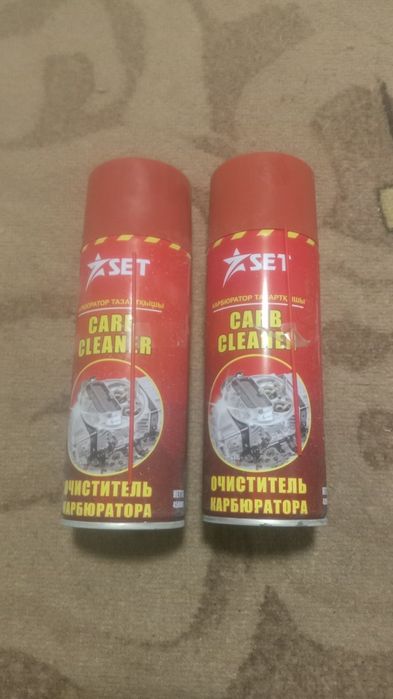 SET
КАРБЮРАТОР ТАЗАРТҚЫШЫ
CARB
CLEANER
ОЧИСТИТЕЛЬ
КАРБЮРАТОРА
SET
КАРБЮРАТОР ТАЗАРТҚЫШЫ
CARB
CLEANER
ОЧИСТИТЕЛЬ
КАРБЮРАТОРА